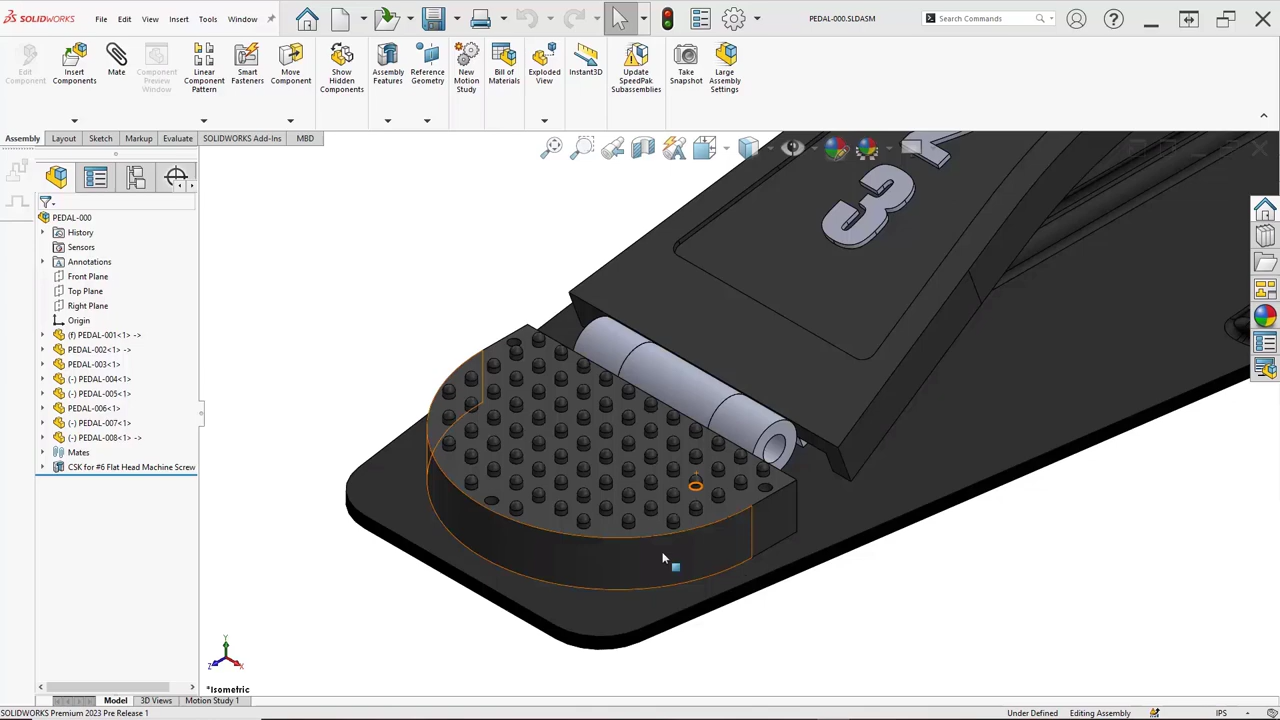 SOLIDWORKS
File
Edit
View
Insert
Tools
Window
PEDAL-000.SLDASM
Search Commands
Edit
Component
Insert
Components
Mate
Component
Preview
Window
Linear
Component
Pattern
Smart
Fasteners
Move
Component
Show
Hidden
Components
Assembly
Features
Reference
Geometry
New
Motion
Study
Bill of
Materials
Exploded
View
Instant3D
Update
SpeedPak
Subassemblies
Take
Snapshot
Large
Assembly
Settings
Assembly
Layout
Sketch
Markup
Evaluate
SOLIDWORKS Add-Ins
MBD
PEDAL-000
History
Sensors
Annotations
Front Plane
Top Plane
Right Plane
Origin
(f) PEDAL-001<1> ->
PEDAL-002<1> ->
PEDAL-003<1>
(-) PEDAL-004<1>
(-) PEDAL-005<1>
PEDAL-006<1>
(-) PEDAL-007<1>
(-) PEDAL-008<1> ->
Mates
CSK for #6 Flat Head Machine Screw
Y
Z
X
*Isometric
Model
3D Views
Motion Study 1
SOLIDWORKS Premium 2023 Pre Release 1
Under Defined
Editing Assembly
IPS